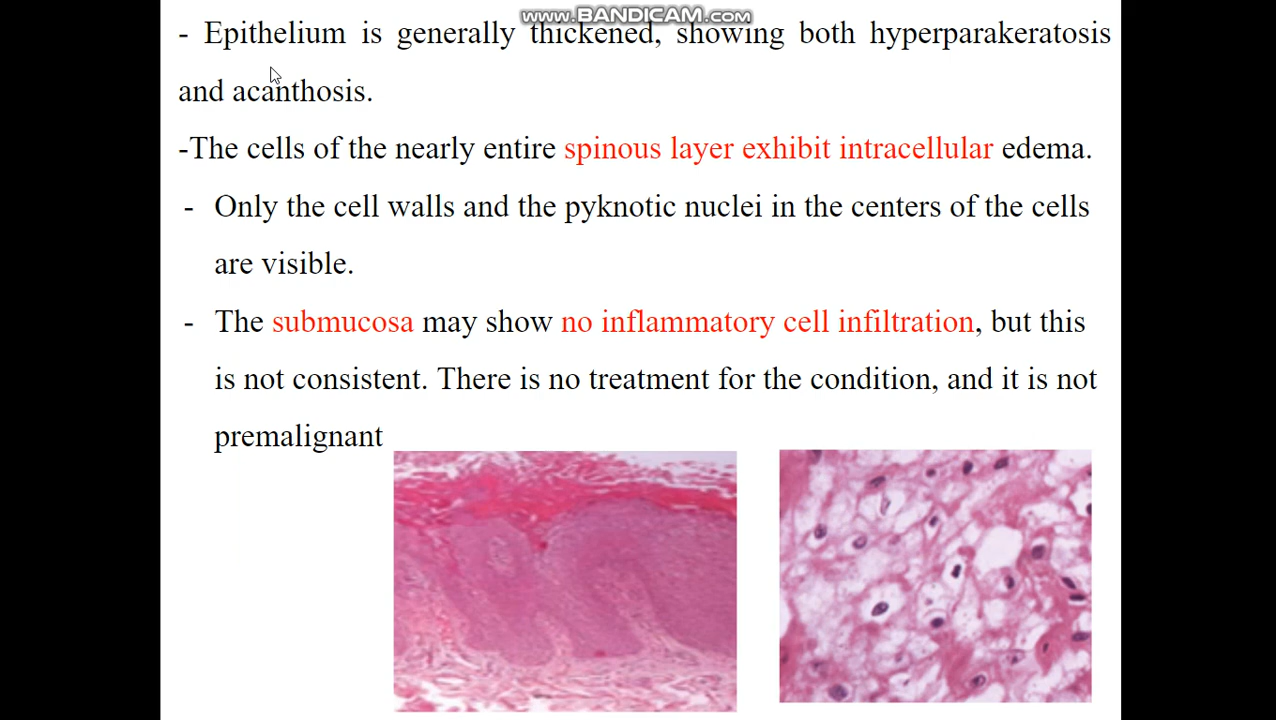 www.BANDICAM.com
- Epithelium is generally thickened, showing both hyperparakeratosis
and acanthosis.
-The cells of the nearly entire spinous layer exhibit intracellular edema.
- Only the cell walls and the pyknotic nuclei in the centers of the cells
are visible.
- The submucosa may show no inflammatory cell infiltration, but this
is not consistent. There is no treatment for the condition, and it is not
premalignant